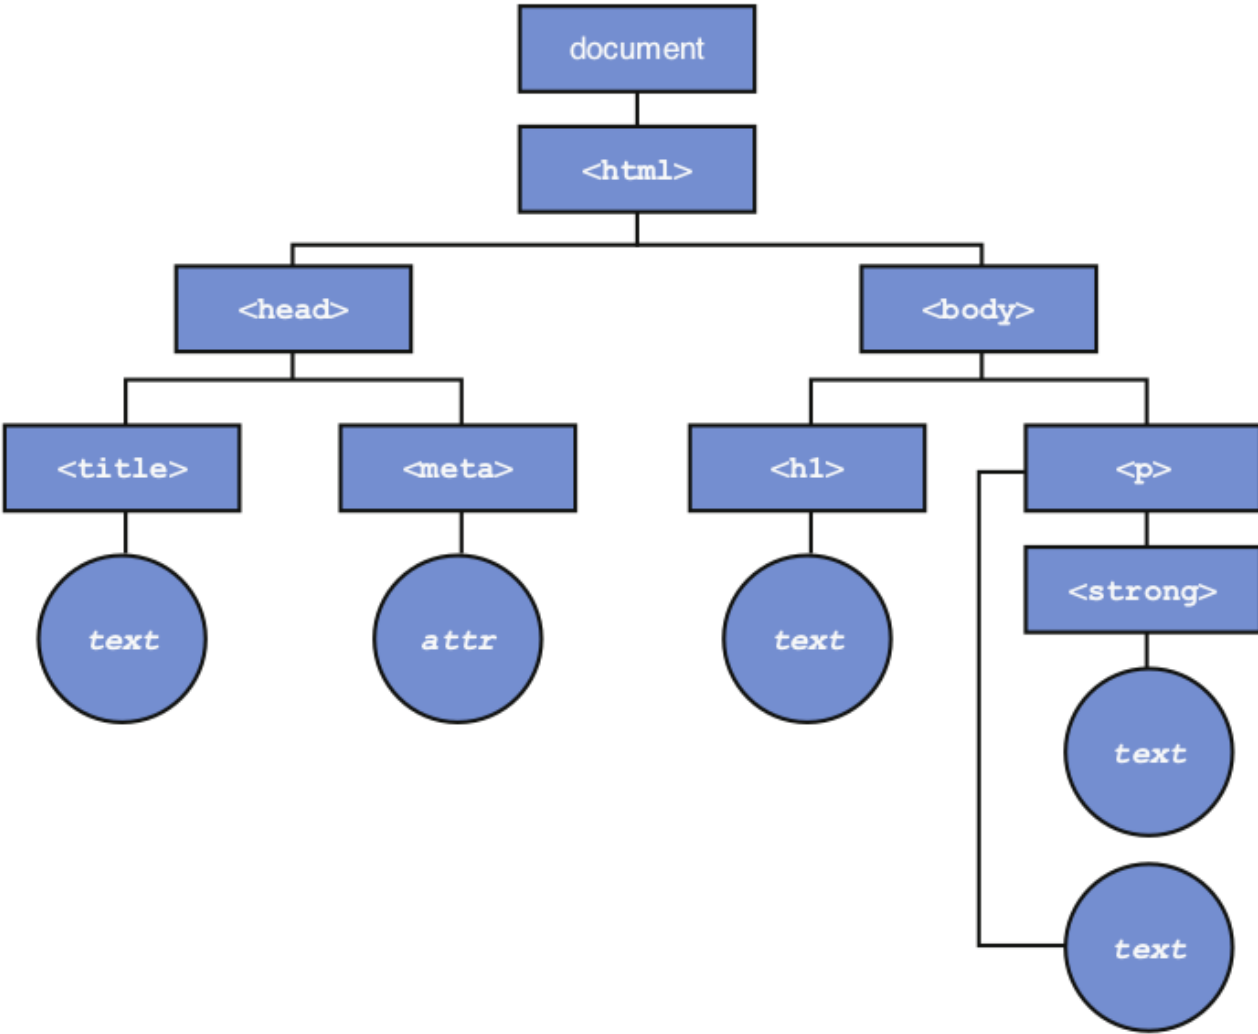 document
<html>
<head>
<body>
<title>
<meta>
<h1>
<p>
<strong>
text
attr
text
text
text